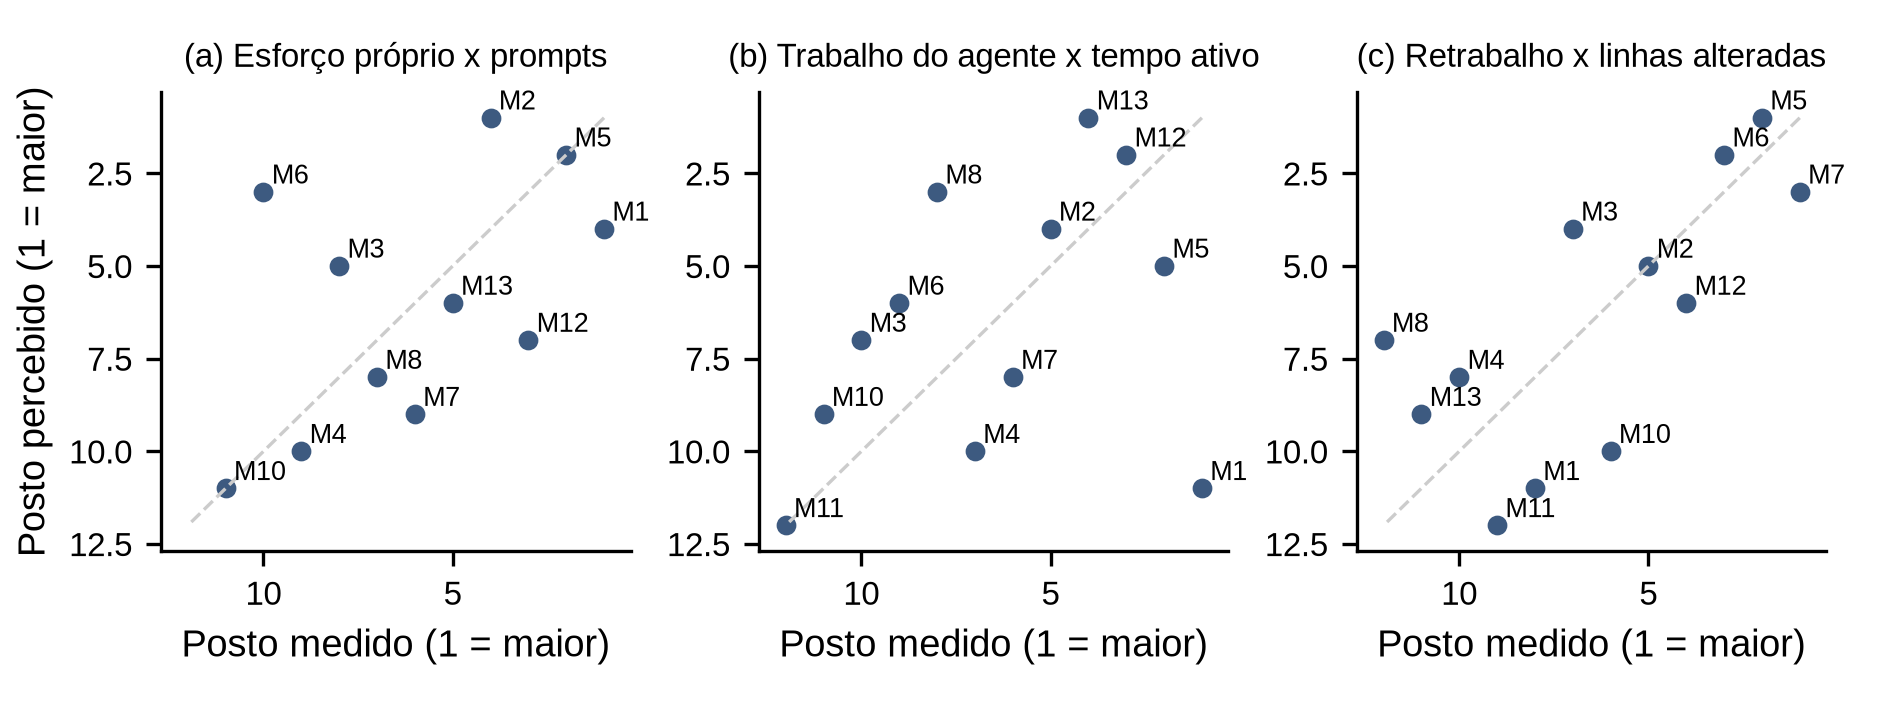 (a) Esforço próprio x prompts
Posto percebido (1 = maior)
2.5
5.0
7.5
10.0
12.5
M2
M5
M6
M1
M3
M13
M12
M8
M7
M4
M10
10
5
Posto medido (1 = maior)
(b) Trabalho do agente x tempo ativo
2.5
5.0
7.5
10.0
12.5
M13
M12
M8
M2
M5
M6
M3
M7
M10
M4
M1
M11
10
5
Posto medido (1 = maior)
(c) Retrabalho x linhas alteradas
2.5
5.0
7.5
10.0
12.5
M5
M6
M7
M3
M2
M12
M8
M4
M13
M10
M1
M11
10
5
Posto medido (1 = maior)